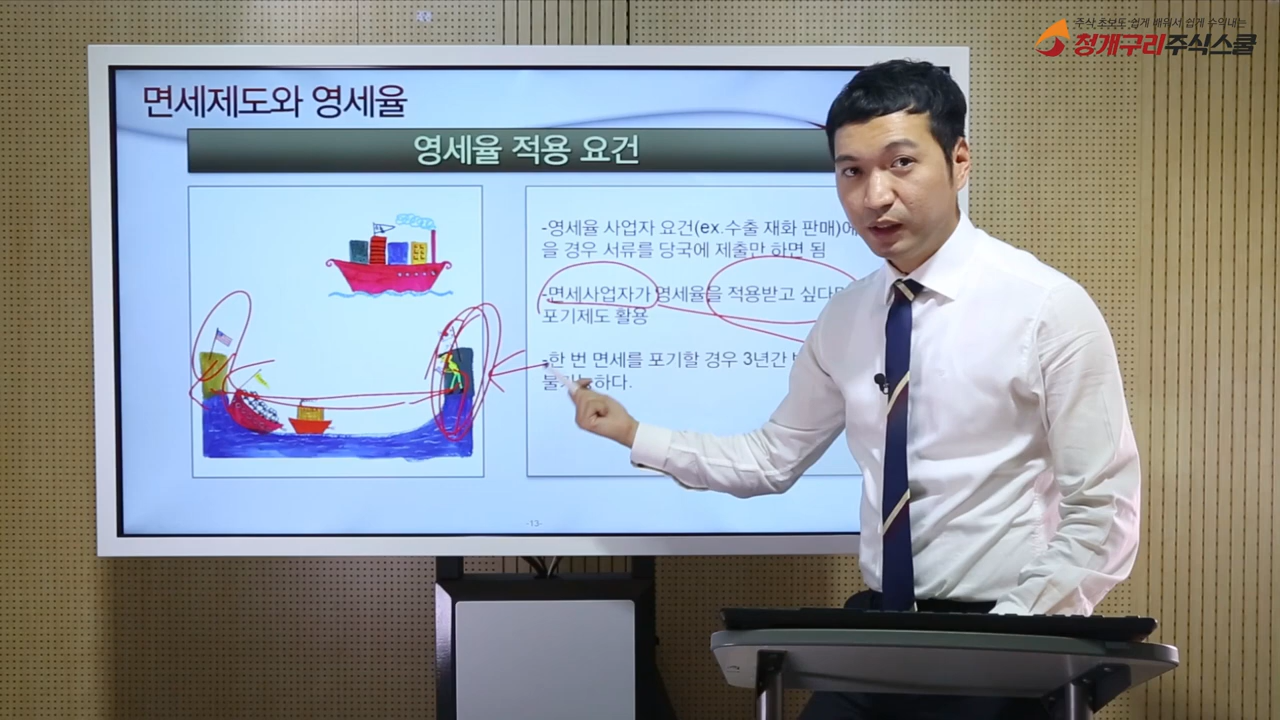 주식 초보도 쉽게 배워서 쉽게 수익내는
청개구리주식스쿨
면세제도와 영세율
영세율 적용 요건
-영세율 사업자 요건(ex.수출 재화 판매)에
을 경우 서류를 당국에 제출만 하면 됨
-면세사업자가 영세율을 적용받고 싶다면
포기제도 활용
-한 번 면세를 포기할 경우 3년간
-13-